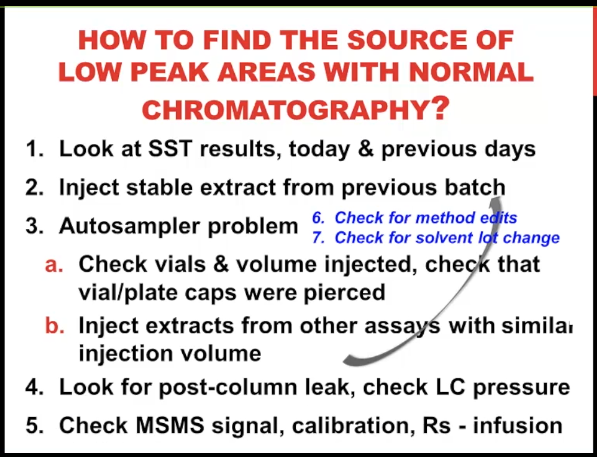 HOW TO FIND THE SOURCE OF
LOW PEAK AREAS WITH NORMAL
CHROMATOGRAPHY?
1. Look at SST results, today & previous days
2. Inject stable extract from previous batch
3. Autosampler problem
6. Check for method edits
7. Check for solvent lot change
a. Check vials & volume injected, check that
vial/plate caps were pierced
b. Inject extracts from other assays with similar
injection volume
4. Look for post-column leak, check LC pressure
5. Check MSMS signal, calibration, Rs - infusion